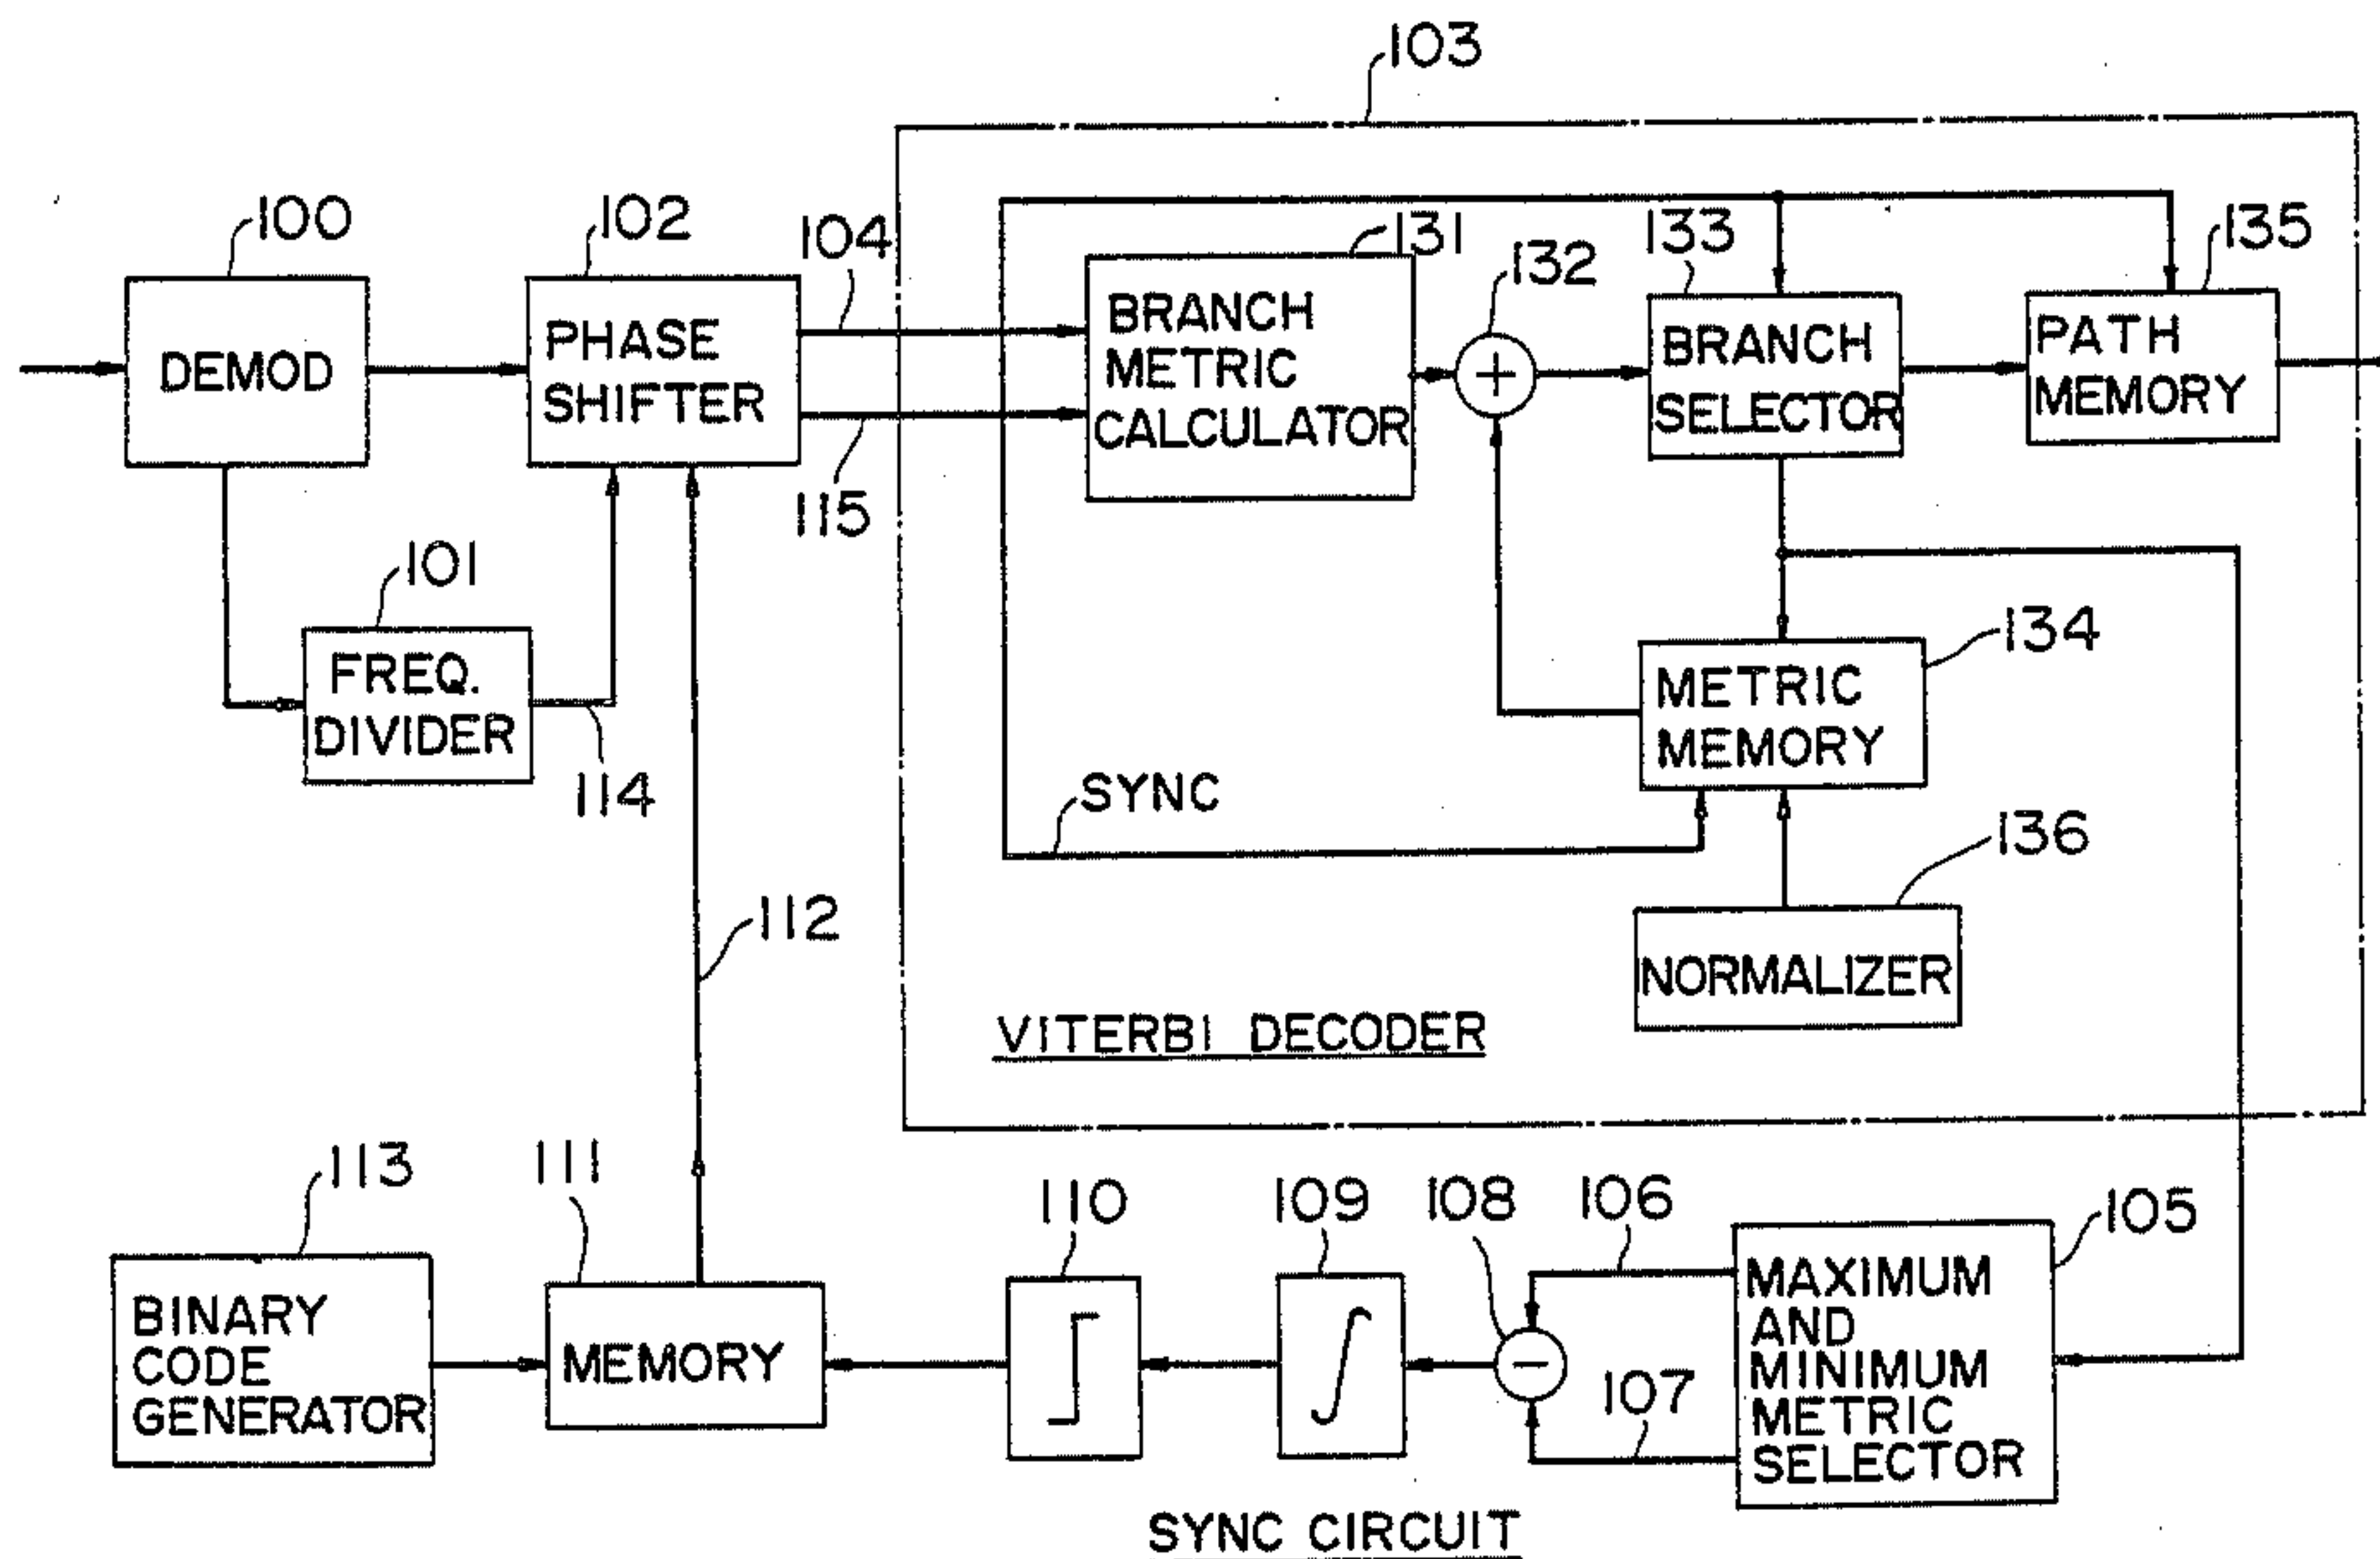 103
100
102
104
131
132
133
135
DEMOD
PHASE
SHIFTER
BRANCH
METRIC
CALCULATOR
+
BRANCH
SELECTOR
PATH
MEMORY
115
101
FREQ.
DIVIDER
114
134
METRIC
MEMORY
SYNC
136
112
NORMALIZER
VITERBI DECODER
113
111
110
109
108
106
105
BINARY
CODE
GENERATOR
MEMORY
−
107
MAXIMUM
AND
MINIMUM
METRIC
SELECTOR
SYNC CIRCUIT